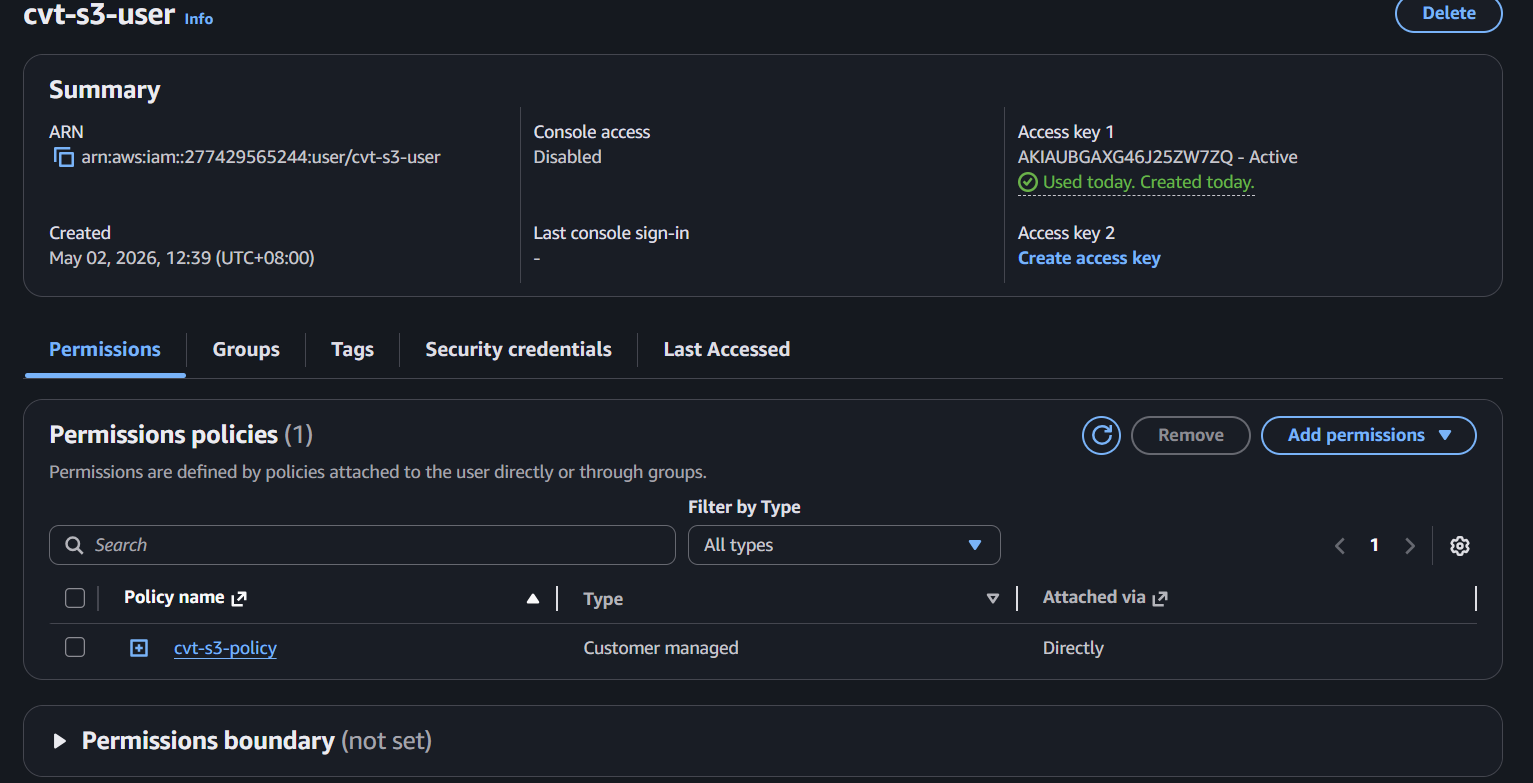 cvt-s3-user Info
Delete
Summary
ARN
arn:aws:iam::277429565244:user/cvt-s3-user
Console access
Disabled
Access key 1
AKIAUBGAXG46J25ZW7ZQ - Active
Used today. Created today.
Created
May 02, 2026, 12:39 (UTC+08:00)
Last console sign-in
-
Access key 2
Create access key
Permissions
Groups
Tags
Security credentials
Last Accessed
Permissions policies (1)
Remove
Add permissions
Permissions are defined by policies attached to the user directly or through groups.
Filter by Type
Search
All types
1
Policy name
Type
Attached via
cvt-s3-policy
Customer managed
Directly
Permissions boundary (not set)